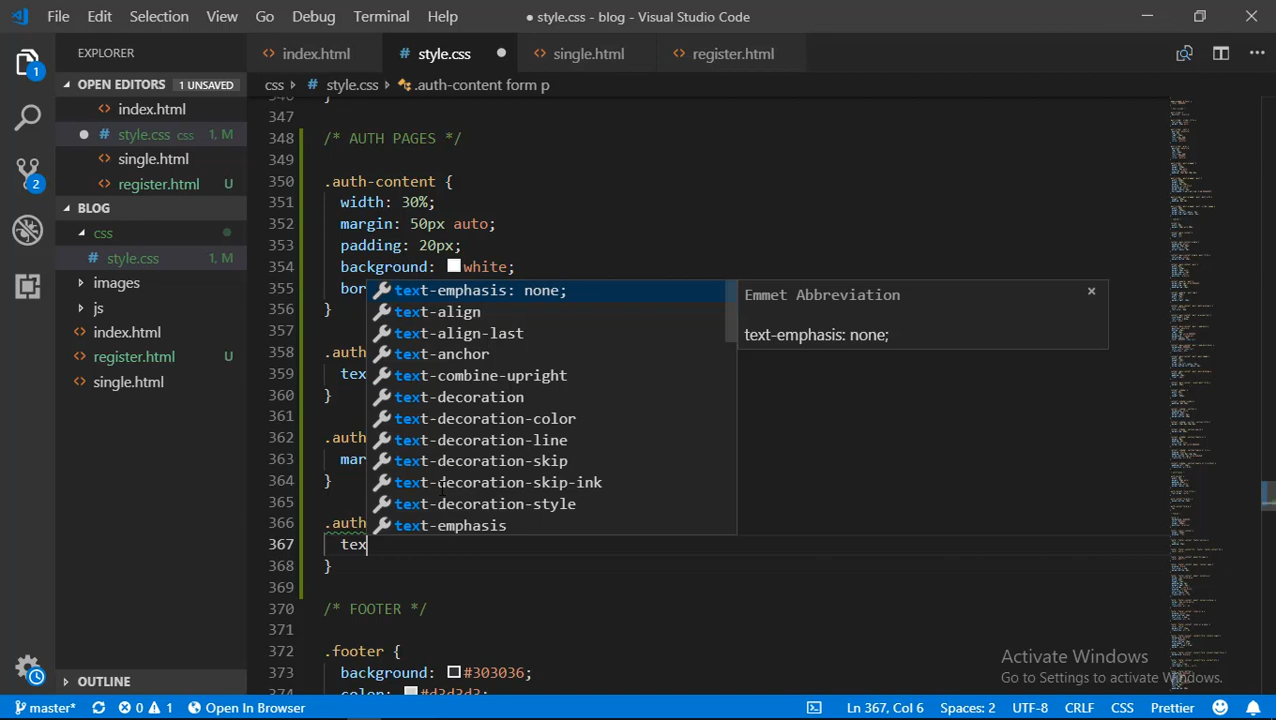 File Edit Selection View Go Debug Terminal Help
● style.css - blog - Visual Studio Code
EXPLORER
OPEN EDITORS 1 UNSAVED
index.html
style.css css 1, M
single.html
register.html U
BLOG
css
style.css 1, M
images
js
index.html
register.html U
single.html
OUTLINE
1
2
index.html
# style.css ●
single.html
register.html
css > # style.css > .auth-content form p
346 }
347
348 /* AUTH PAGES */
349
350 .auth-content {
351 width: 30%;
352 margin: 50px auto;
353 padding: 20px;
354 background: white;
355 bor
356 }
357
358 .auth
359 tex
360 }
361
362 .auth
363 mar
364 }
365
366 .auth
367 tex
368 }
369
370 /* FOOTER */
371
372 .footer {
373 background: #303036;
374 color: #d3d3d3;
text-emphasis: none;
text-align
text-align-last
text-anchor
text-combine-upright
text-decoration
text-decoration-color
text-decoration-line
text-decoration-skip
text-decoration-skip-ink
text-decoration-style
text-emphasis
Emmet Abbreviation
text-emphasis: none;
Activate Windows
Go to Settings to activate Windows.
master* 0 1 Open In Browser
Ln 367, Col 6 Spaces: 2 UTF-8 CRLF CSS Prettier